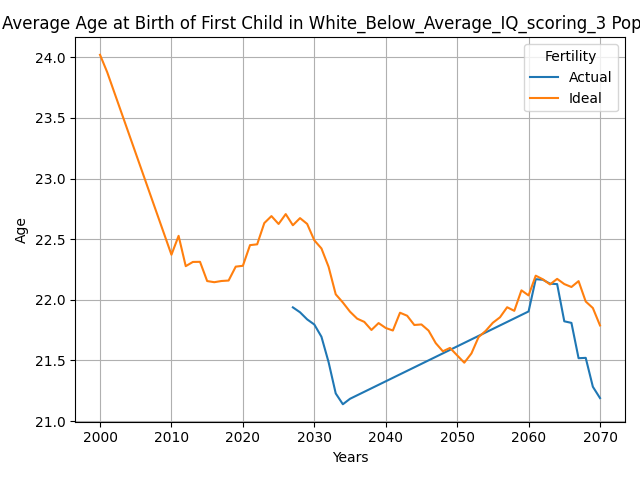 Average Age at Birth of First Child in White_Below_Average_IQ_scoring_3 Pop
Fertility
Actual
Ideal
24.0
23.5
23.0
22.5
22.0
21.5
21.0
Age
2000 2010 2020 2030 2040 2050 2060 2070
Years